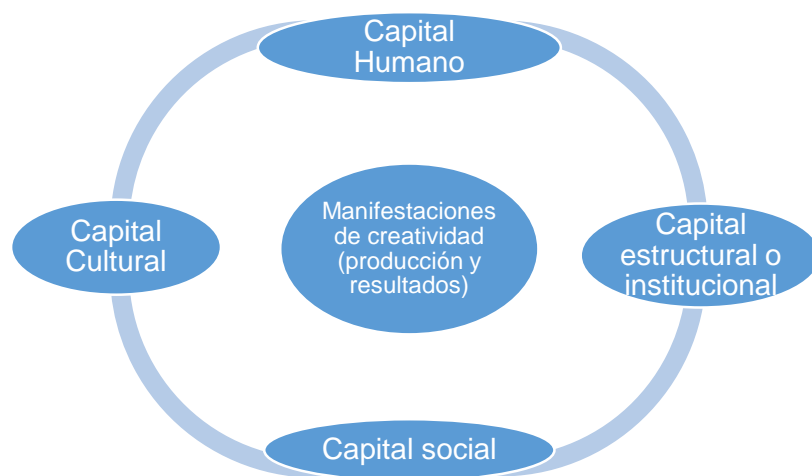 Capital
Humano
Capital
Cultural
Manifestaciones
de creatividad
(producción y
resultados)
Capital
estructural o
institucional
Capital social